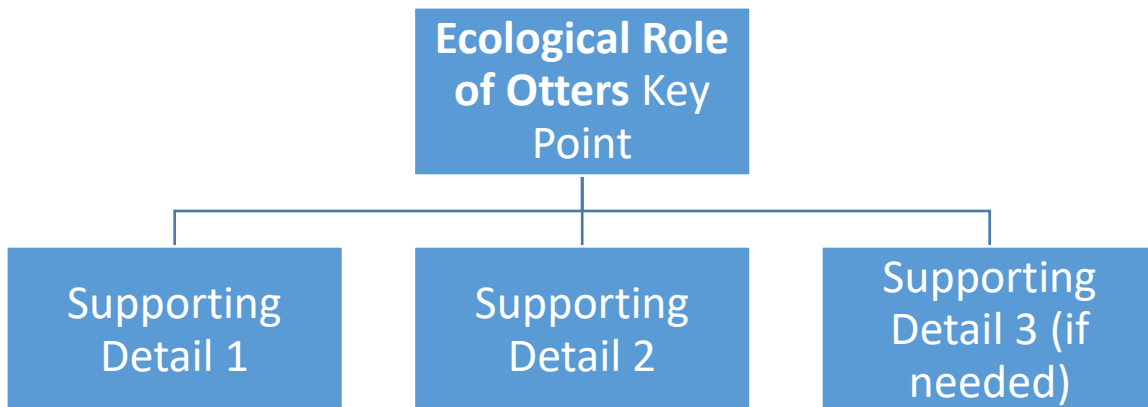 Ecological Role
of Otters Key
Point
Supporting
Detail 1
Supporting
Detail 2
Supporting
Detail 3 (if
needed)